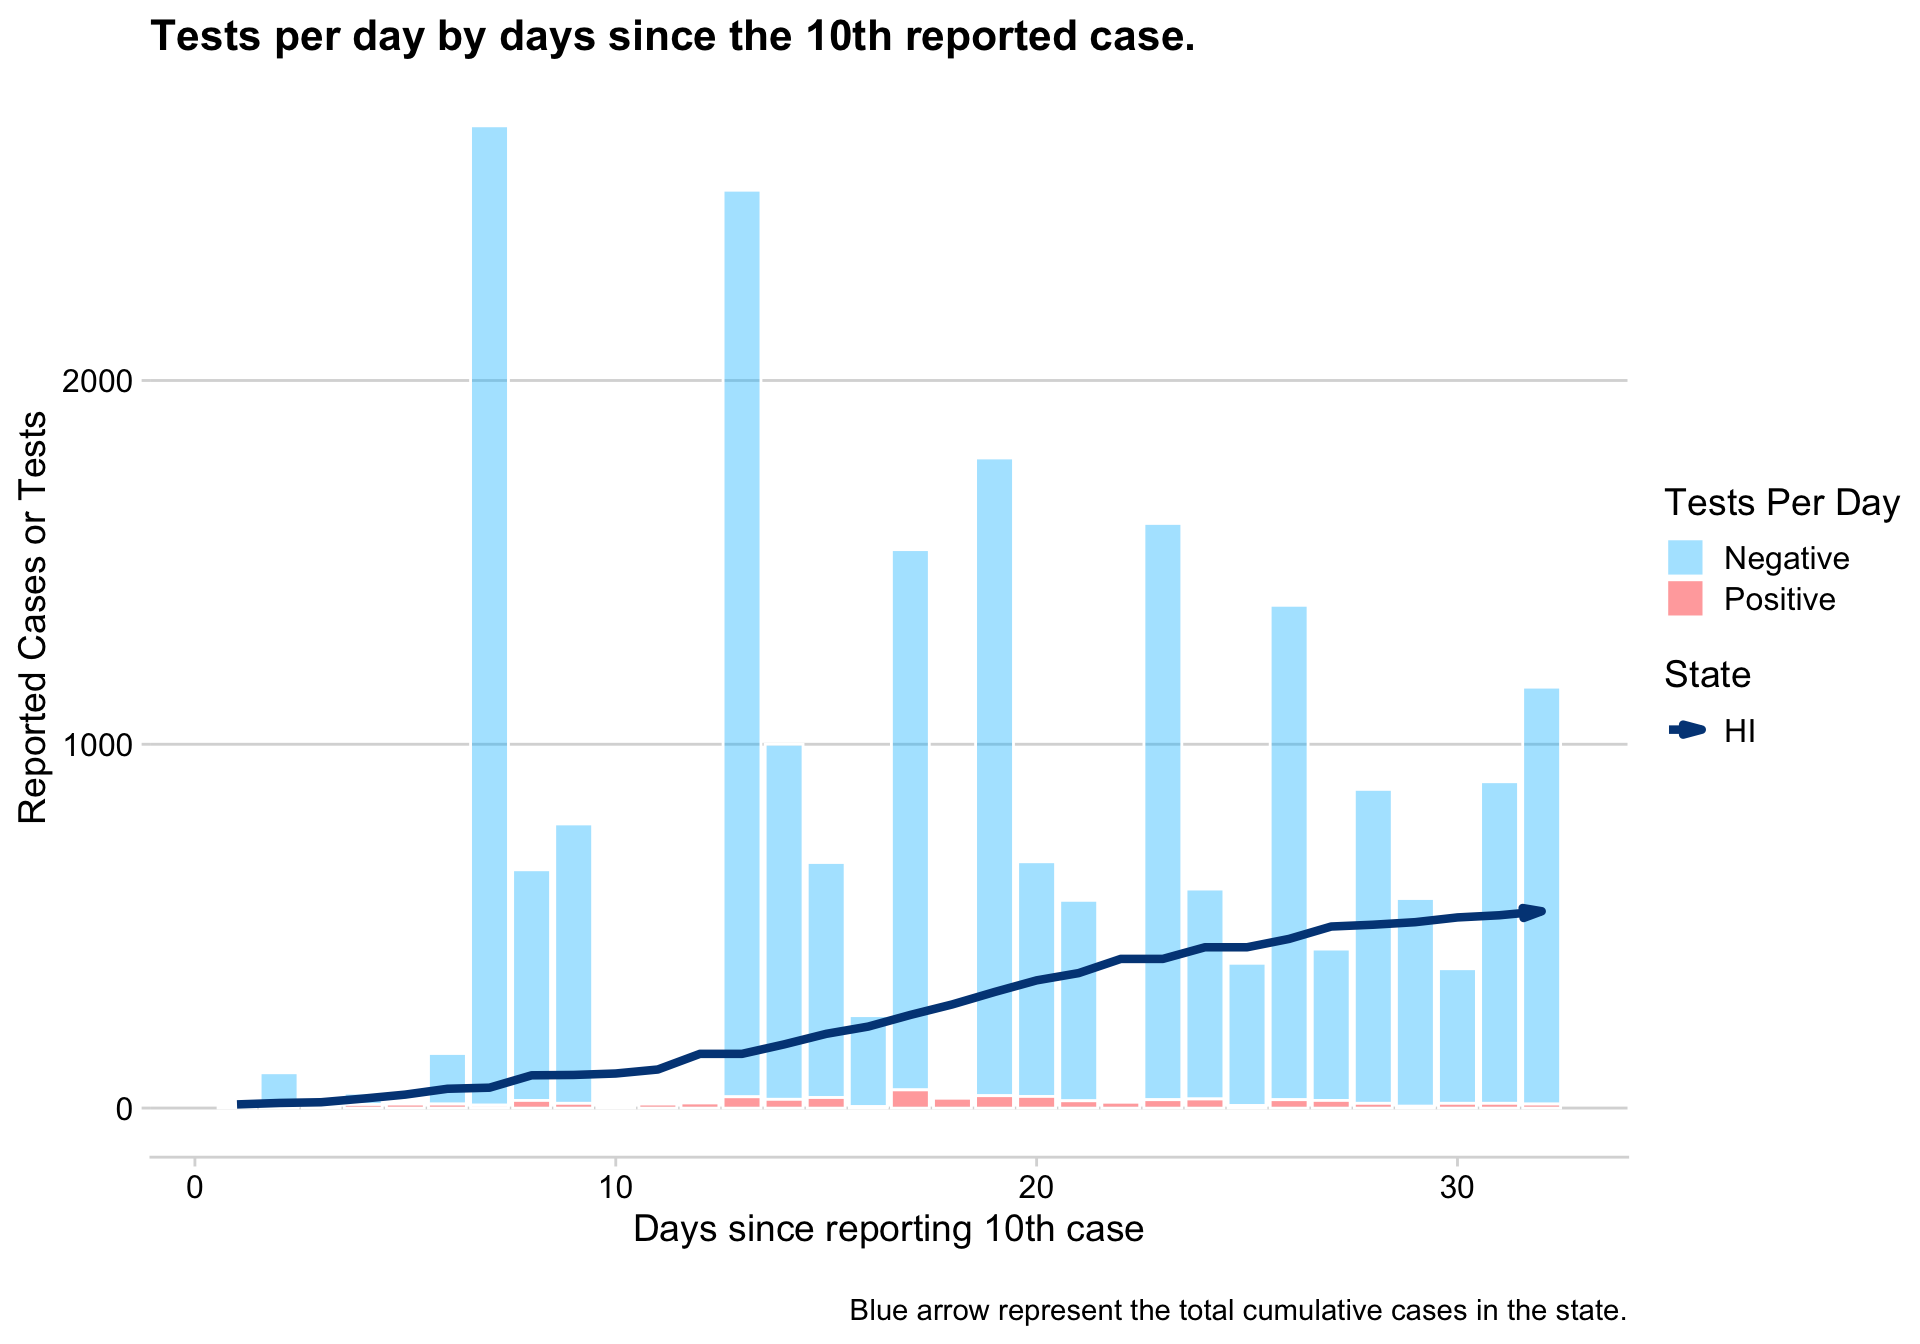 Tests per day by days since the 10th reported case.
Reported Cases or Tests
2000
1000
0
0 10 20 30
Days since reporting 10th case
Tests Per Day
Negative
Positive
State
HI
Blue arrow represent the total cumulative cases in the state.